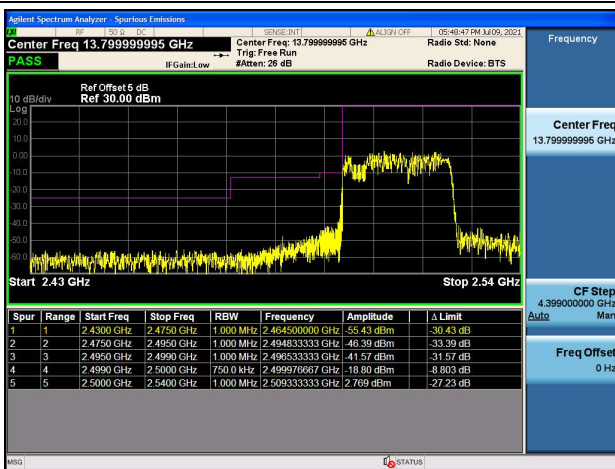 Agilent Spectrum Analyzer - Spurious Emissions
RF 50 Ω DC SENSE:INT ALIGN OFF 05:48:47 PM Jul 09, 2021
Center Freq 13.799999995 GHz Center Freq: 13.799999995 GHz Radio Std: None
Trig: Free Run
PASS IFGain:Low #Atten: 26 dB Radio Device: BTS
Frequency
Ref Offset 5 dB
10 dB/div Ref 30.00 dBm
Log
20.0
10.0
0.00
-10.0
-20.0
-30.0
-40.0
-50.0
-60.0
Start 2.43 GHz Stop 2.54 GHz
Center Freq
13.799999995 GHz
CF Step
4.399000000 GHz
Auto Man
Freq Offset
0 Hz
Spur Range Start Freq Stop Freq RBW Frequency Amplitude Δ Limit
1 1 2.4300 GHz 2.4750 GHz 1.000 MHz 2.464500000 GHz -55.43 dBm -30.43 dB
2 2 2.4750 GHz 2.4950 GHz 1.000 MHz 2.494833333 GHz -46.39 dBm -33.39 dB
3 3 2.4950 GHz 2.4990 GHz 1.000 MHz 2.496533333 GHz -41.57 dBm -31.57 dB
4 4 2.4990 GHz 2.5000 GHz 750.0 kHz 2.499976667 GHz -18.80 dBm -8.803 dB
5 5 2.5000 GHz 2.5400 GHz 1.000 MHz 2.509333333 GHz 2.769 dBm -27.23 dB
MSG STATUS